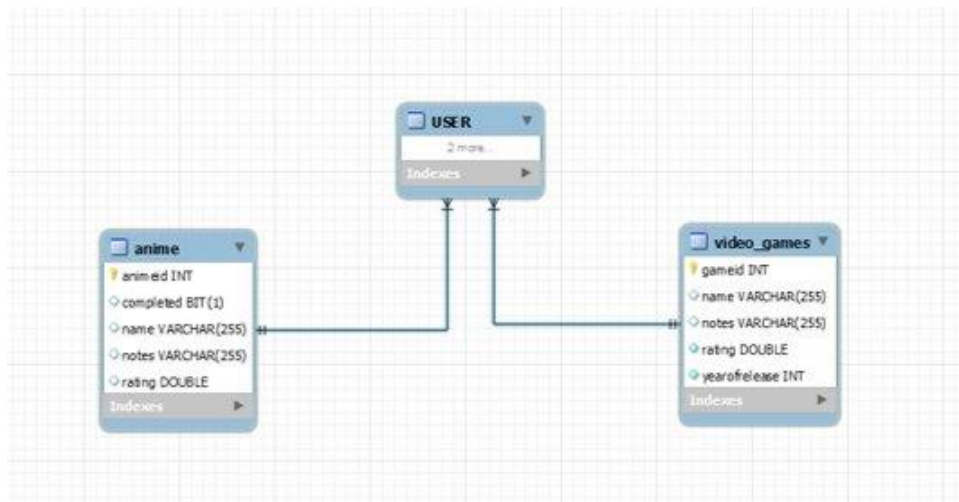 USER
2 more...
Indexes
anime
animeid INT
completed BIT(1)
name VARCHAR(255)
notes VARCHAR(255)
rating DOUBLE
Indexes
video_games
gameid INT
name VARCHAR(255)
notes VARCHAR(255)
rating DOUBLE
yearofrelease INT
Indexes